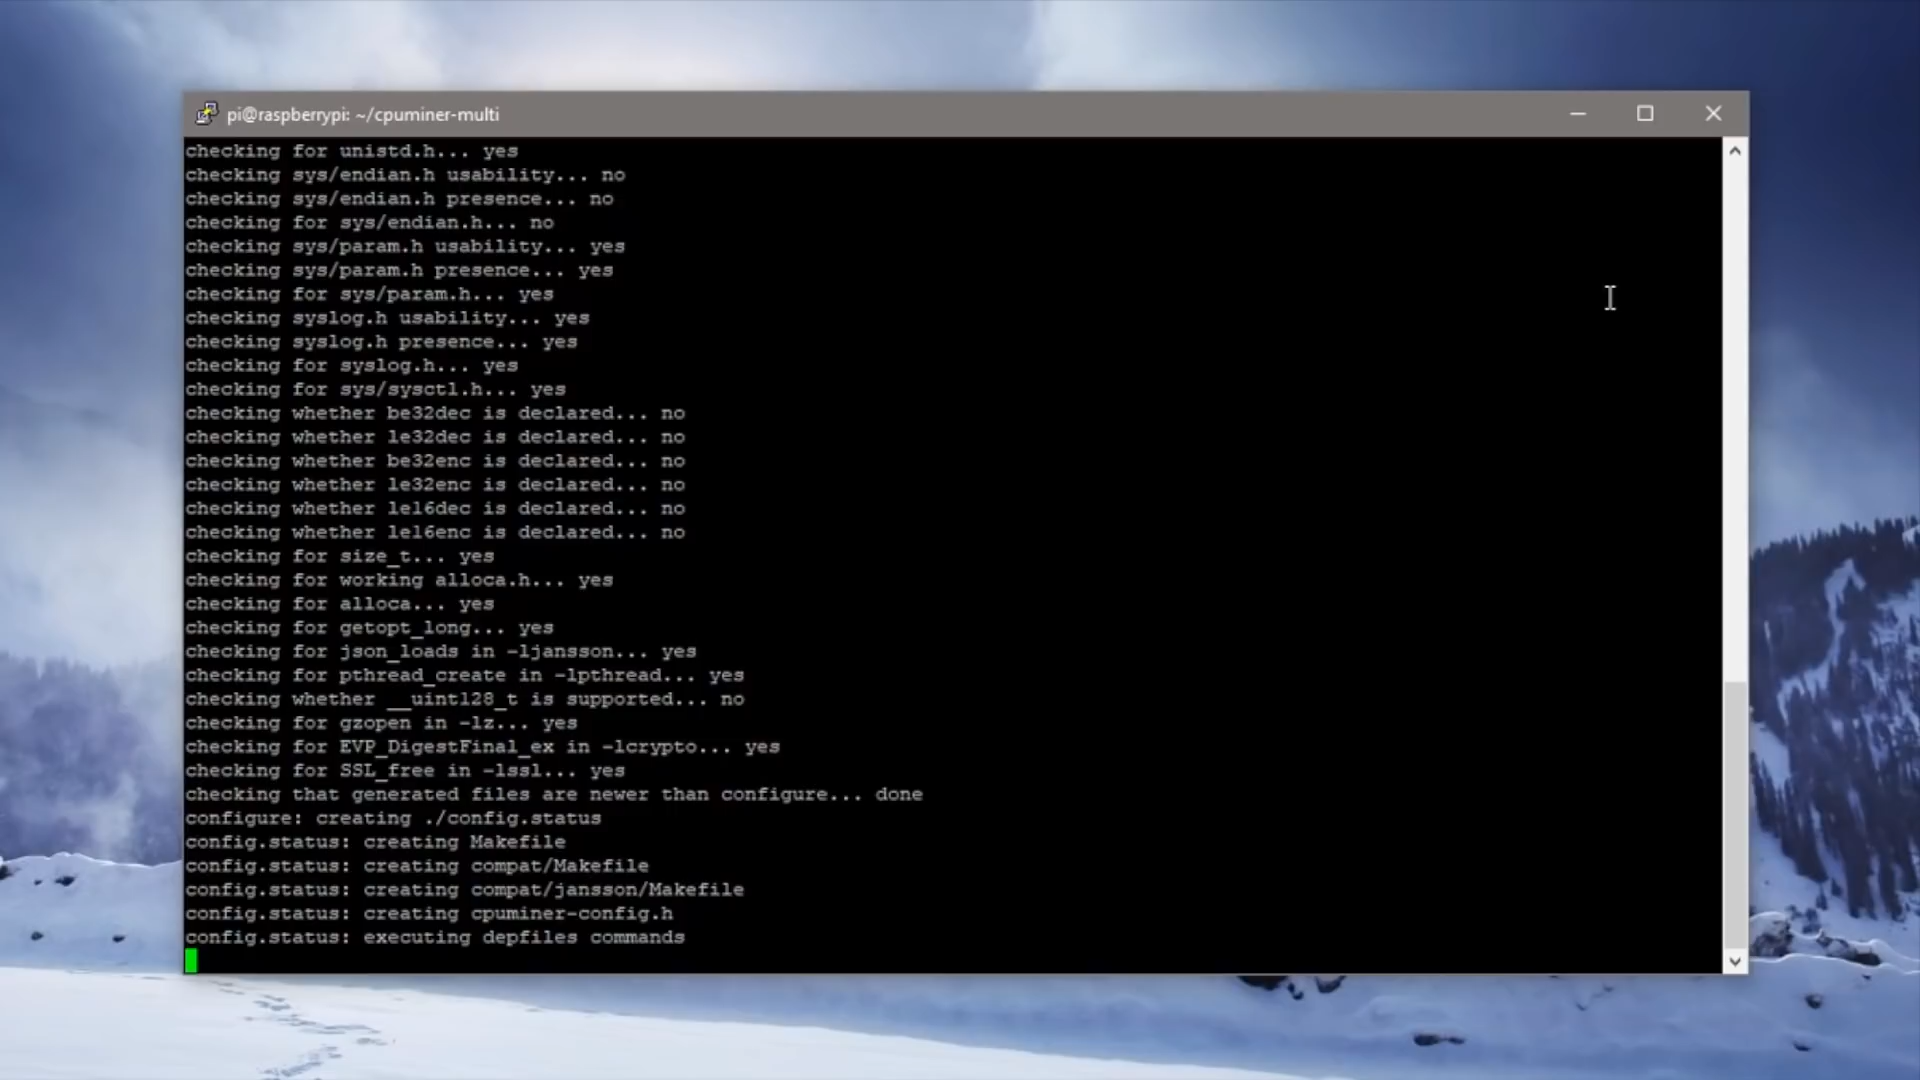 pi@raspberrypi: ~/cpuminer-multi
checking for unistd.h... yes
checking sys/endian.h usability... no
checking sys/endian.h presence... no
checking for sys/endian.h... no
checking sys/param.h usability... yes
checking sys/param.h presence... yes
checking for sys/param.h... yes
checking syslog.h usability... yes
checking syslog.h presence... yes
checking for syslog.h... yes
checking for sys/sysctl.h... yes
checking whether be32dec is declared... no
checking whether le32dec is declared... no
checking whether be32enc is declared... no
checking whether le32enc is declared... no
checking whether le16dec is declared... no
checking whether le16enc is declared... no
checking for size_t... yes
checking for working alloca.h... yes
checking for alloca... yes
checking for getopt_long... yes
checking for json_loads in -ljansson... yes
checking for pthread_create in -lpthread... yes
checking whether __uint128_t is supported... no
checking for gzopen in -lz... yes
checking for EVP_DigestFinal_ex in -lcrypto... yes
checking for SSL_free in -lssl... yes
checking that generated files are newer than configure... done
configure: creating ./config.status
config.status: creating Makefile
config.status: creating compat/Makefile
config.status: creating compat/jansson/Makefile
config.status: creating cpuminer-config.h
config.status: executing depfiles commands